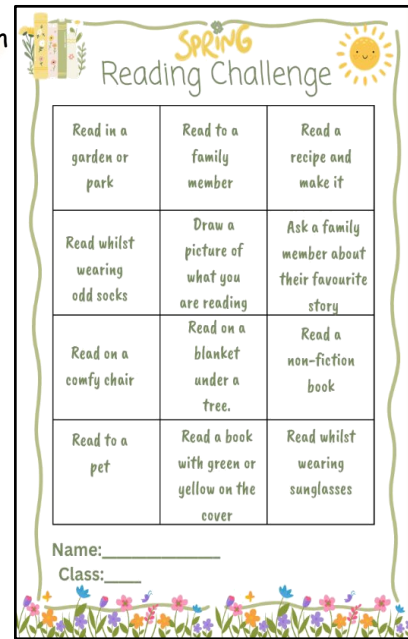 SPRING
Reading Challenge
Read in a
garden or
park
Read to a
family
member
Read a
recipe and
make it
Read whilst
wearing
odd socks
Draw a
picture of
what you
are reading
Ask a family
member about
their favourite
story
Read on a
comfy chair
Read on a
blanket
under a
tree.
Read a
non-fiction
book
Read to a
pet
Read a book
with green or
yellow on the
cover
Read whilst
wearing
sunglasses
Name:______________
Class:____